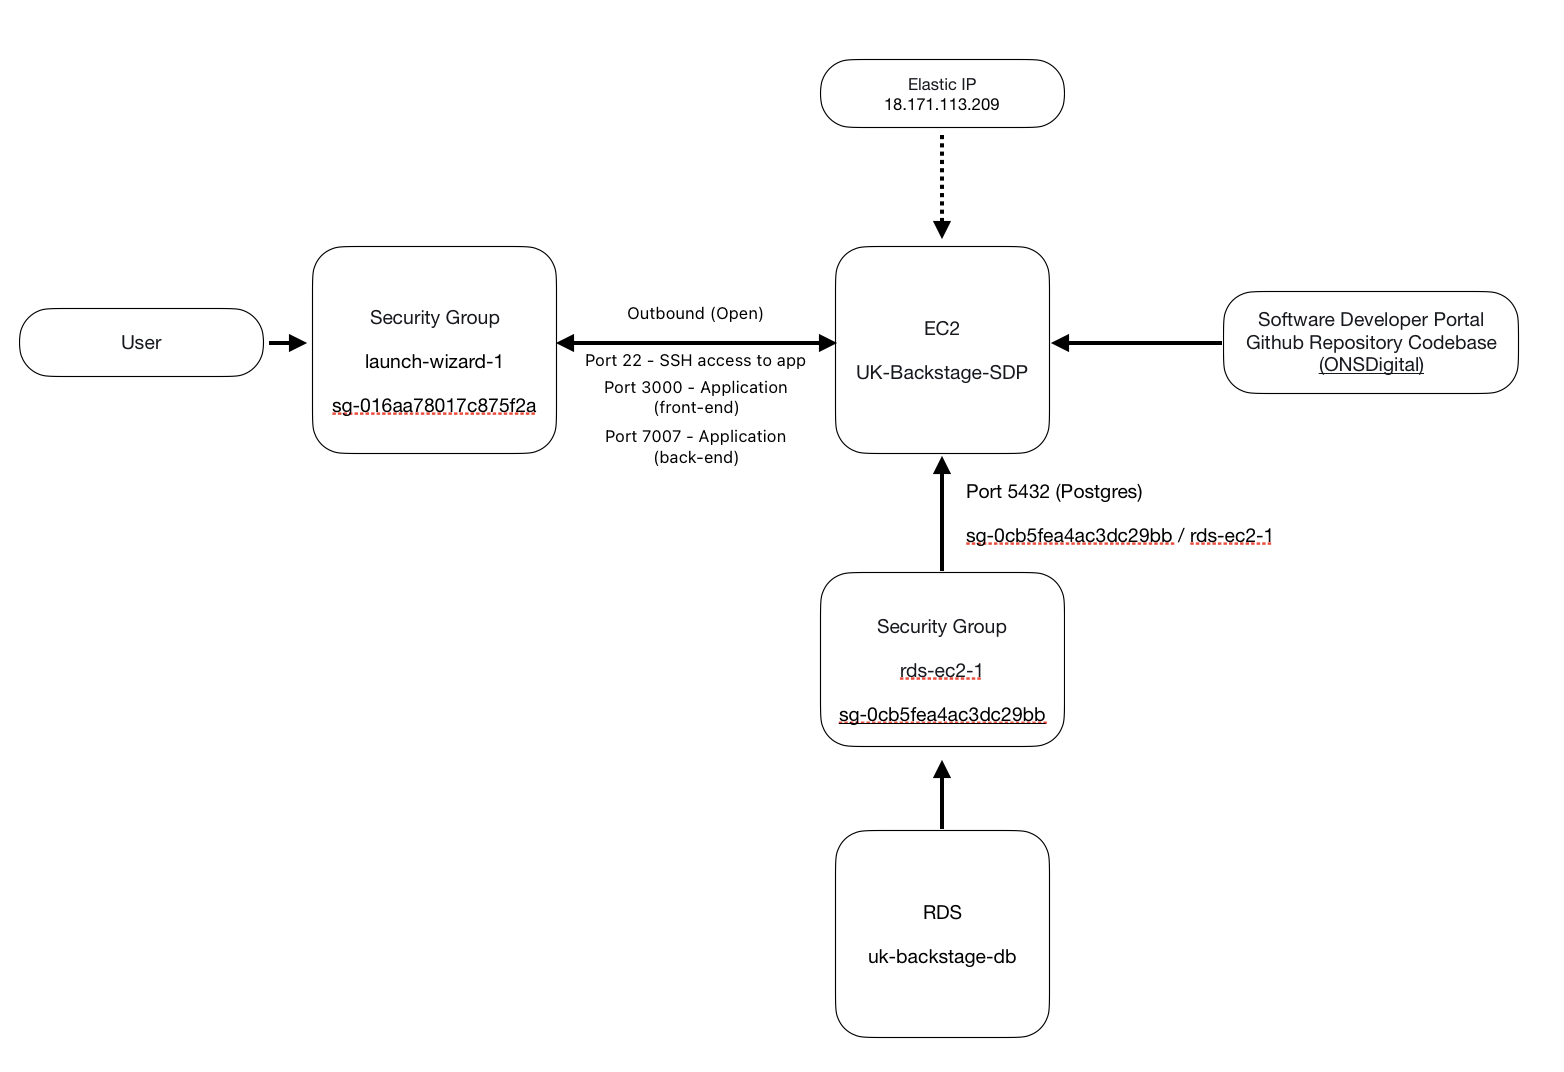 Elastic IP
18.171.113.209
User
Security Group
launch-wizard-1
sg-016aa78017c875f2a
Outbound (Open)
Port 22 - SSH access to app
Port 3000 - Application
(front-end)
Port 7007 - Application
(back-end)
EC2
UK-Backstage-SDP
Software Developer Portal
Github Repository Codebase
(ONSDigital)
Port 5432 (Postgres)
sg-0cb5fea4ac3dc29bb / rds-ec2-1
Security Group
rds-ec2-1
sg-0cb5fea4ac3dc29bb
RDS
uk-backstage-db